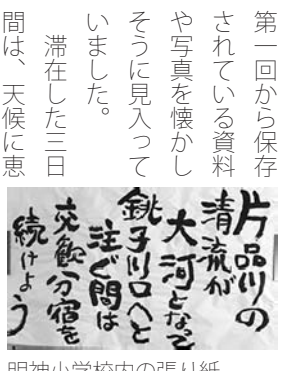 第一回から保存
されている資料
や写真を懐かし
そうに見入って
いました。
　滞在した三日
間は、天候に恵
片品川の
清流が
大河となって
銚子川口へと
注ぐ間は
交歓分宿を
続けよう
明神小学校内の張り紙